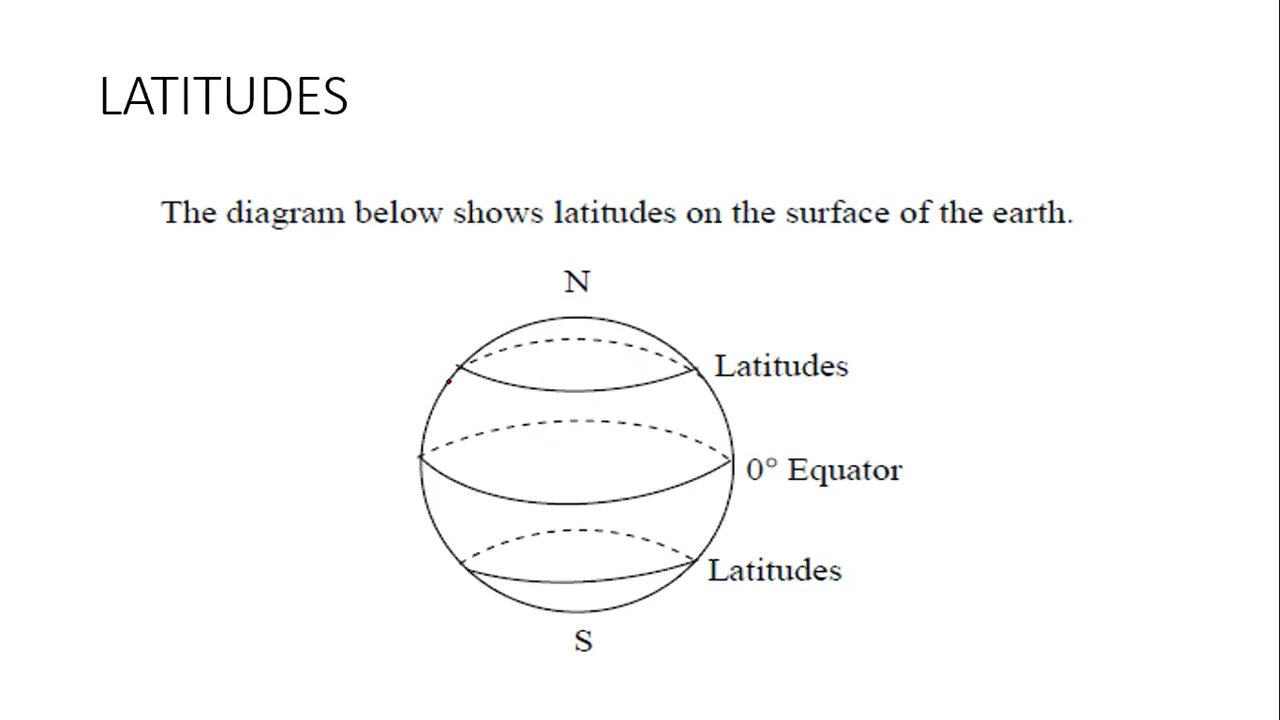 LATITUDES
The diagram below shows latitudes on the surface of the earth.
N
Latitudes
0° Equator
Latitudes
S